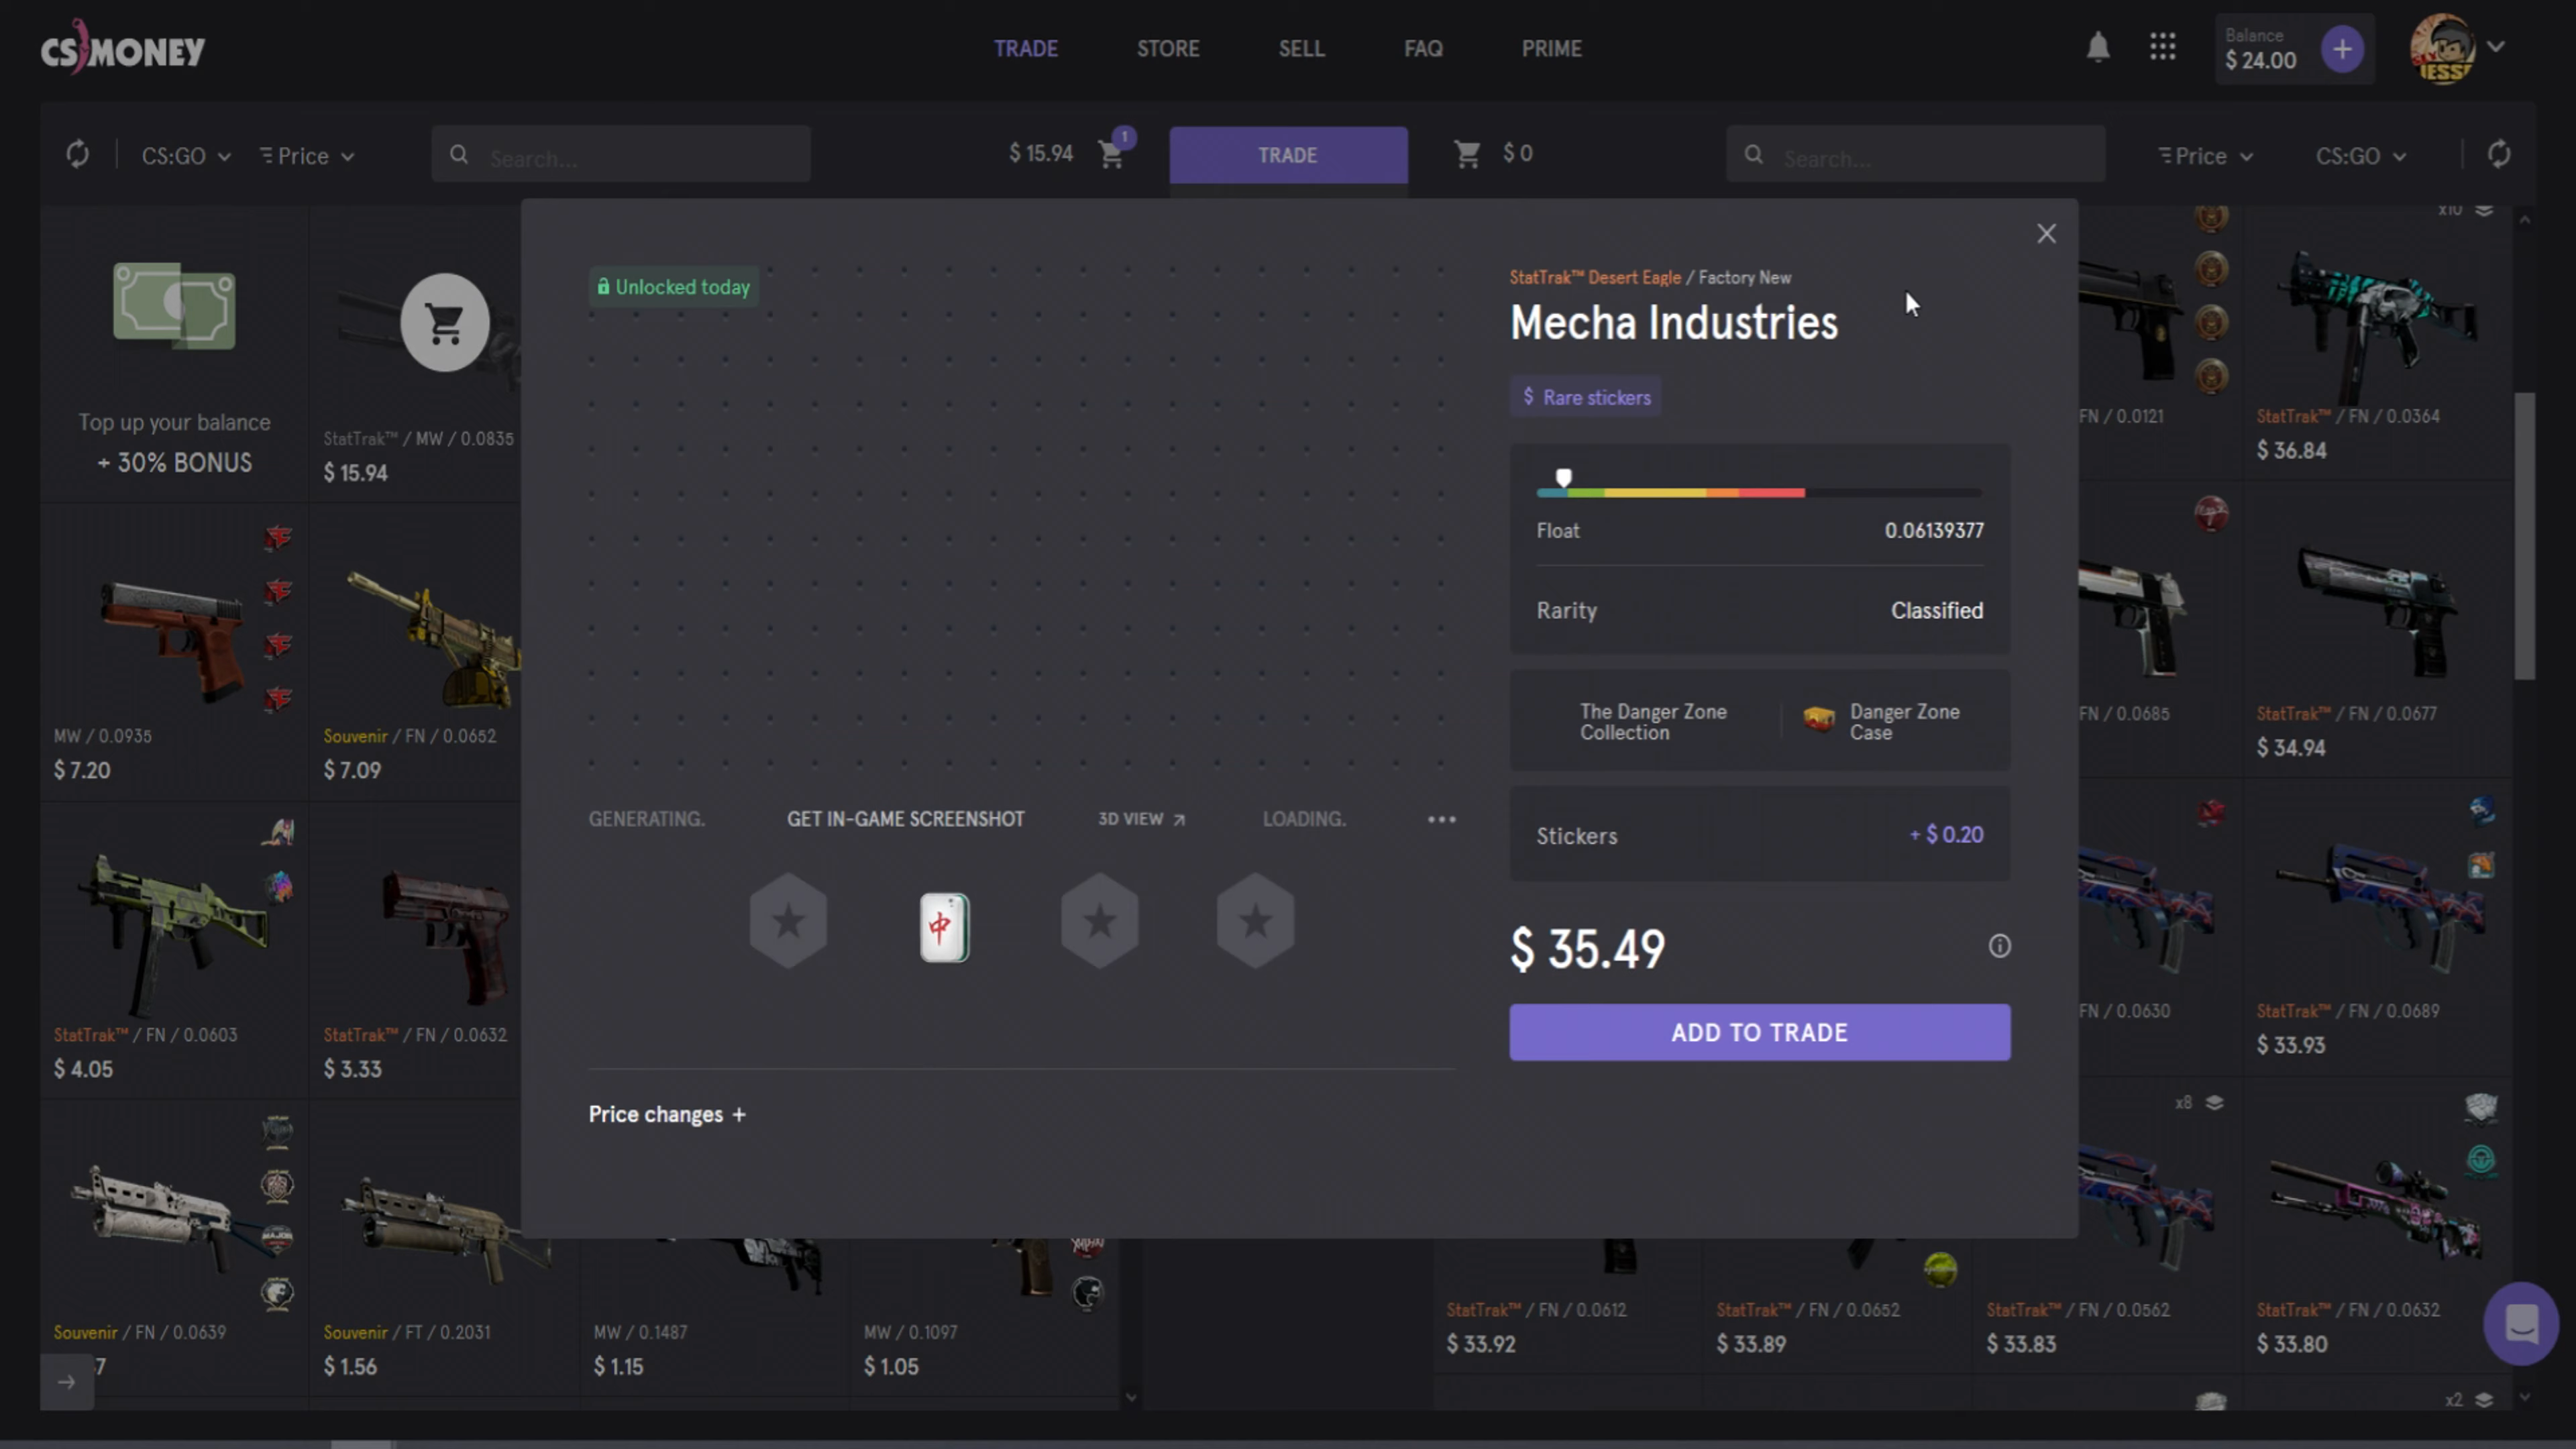 CS MONEY
TRADE
STORE
SELL
FAQ
PRIME
Balance
$ 24.00
CS:GO
Price
Search...
$ 15.94
1
TRADE
$ 0
Search...
Price
CS:GO
Top up your balance
+ 30% BONUS
StatTrak™ / MW / 0.0835
$ 15.94
MW / 0.0935
$ 7.20
Souvenir / FN / 0.0652
$ 7.09
StatTrak™ / FN / 0.0603
$ 4.05
StatTrak™ / FN / 0.0632
$ 3.33
Souvenir / FN / 0.0639
7
Souvenir / FT / 0.2031
$ 1.56
MW / 0.1487
$ 1.15
MW / 0.1097
$ 1.05
Unlocked today
GENERATING.
GET IN-GAME SCREENSHOT
3D VIEW
LOADING.
中
Price changes +
StatTrak™ Desert Eagle / Factory New
Mecha Industries
$ Rare stickers
Float
0.06139377
Rarity
Classified
The Danger Zone
Collection
Danger Zone
Case
Stickers
+ $ 0.20
$ 35.49
ADD TO TRADE
x10
FN / 0.0121
StatTrak™ / FN / 0.0364
$ 36.84
FN / 0.0685
StatTrak™ / FN / 0.0677
$ 34.94
FN / 0.0630
StatTrak™ / FN / 0.0689
$ 33.93
x8
StatTrak™ / FN / 0.0612
$ 33.92
StatTrak™ / FN / 0.0652
$ 33.89
StatTrak™ / FN / 0.0562
$ 33.83
StatTrak™ / FN / 0.0632
$ 33.80
x2